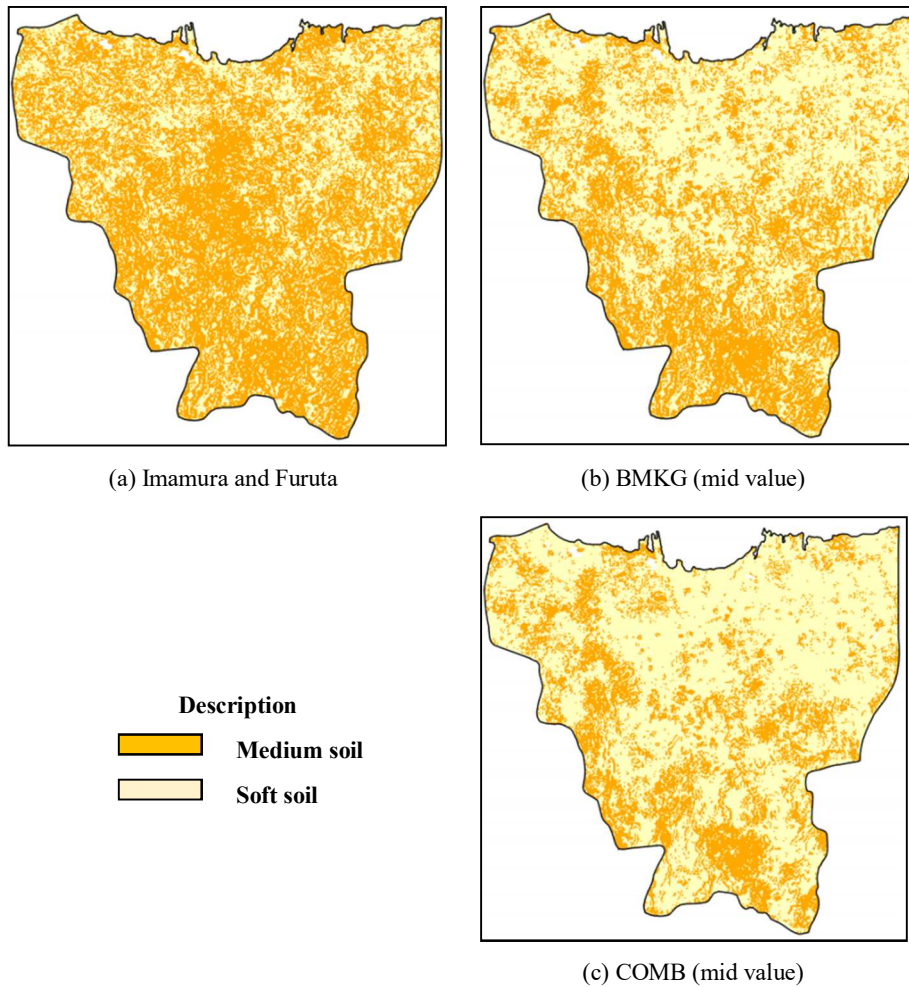 (a) Imamura and Furuta
(b) BMKG (mid value)
Description
Medium soil
Soft soil
(c) COMB (mid value)